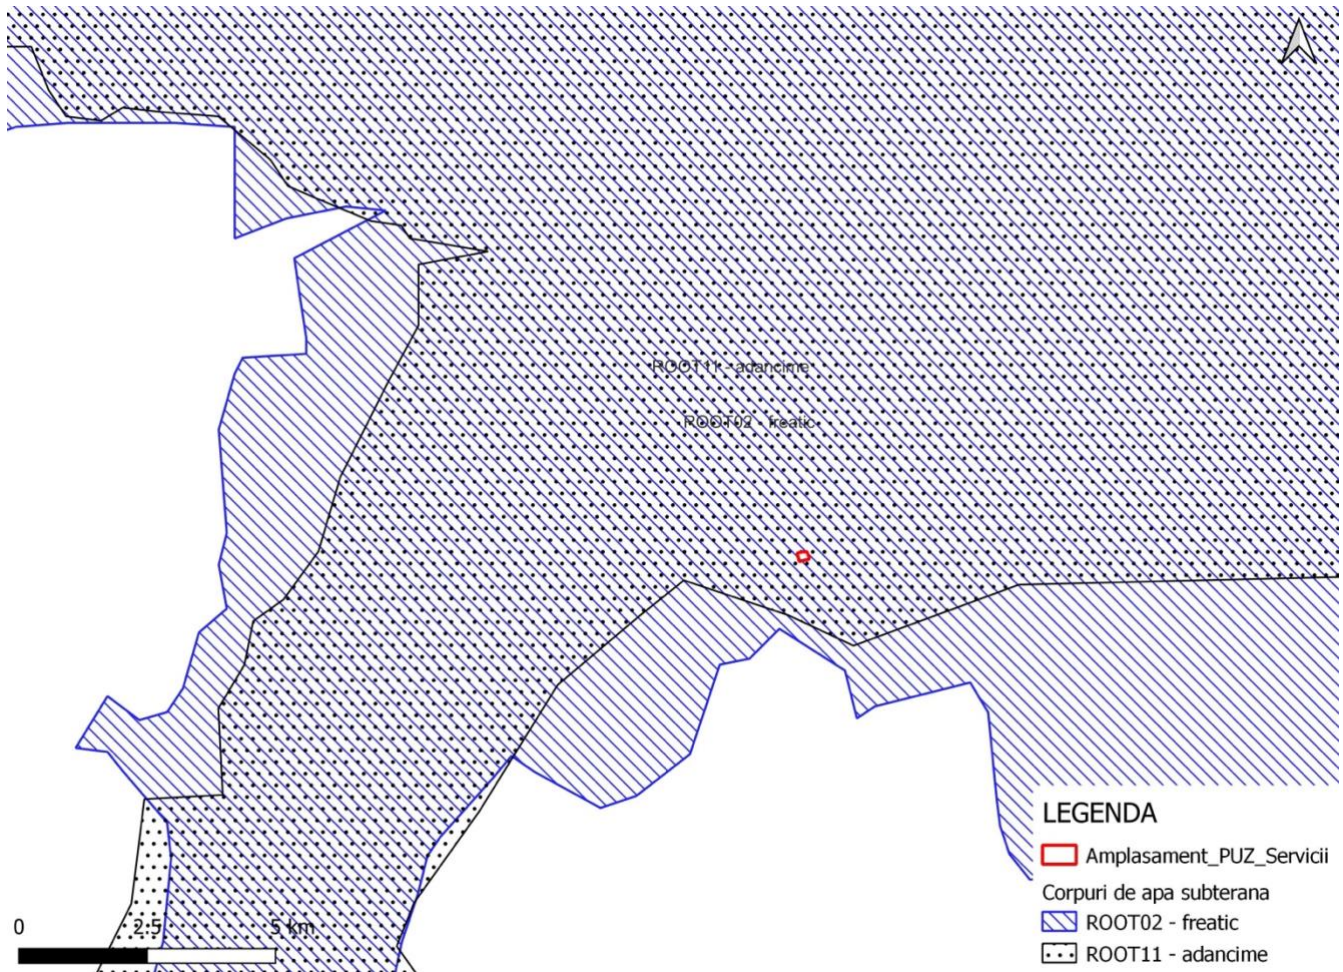 ROOT11 - adancime
ROOT02 - freatic
LEGENDA
Amplasament_PUZ_Servicii
Corpuri de apa subterana
ROOT02 - freatic
ROOT11 - adancime
0 2.5 5 km